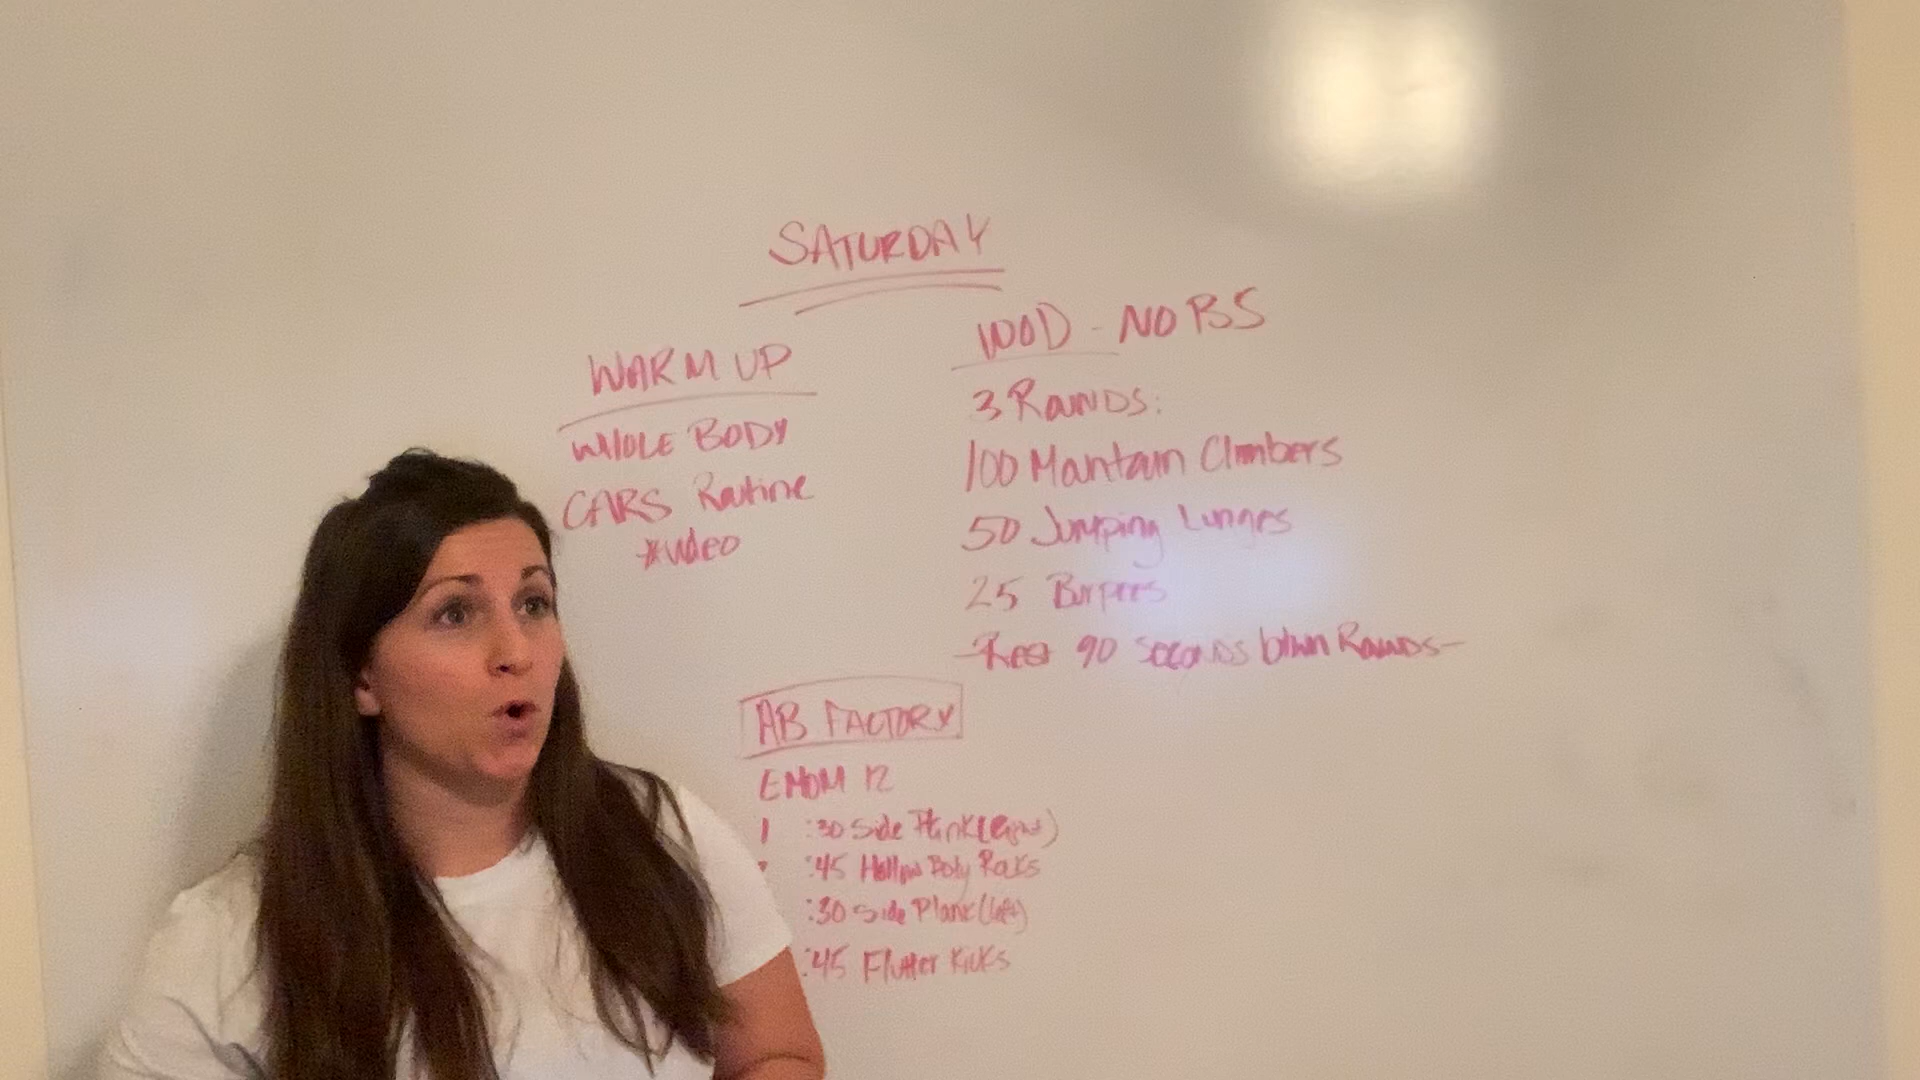 SATURDAY
WARM UP
WHOLE BODY
CARS Routine
*video
WOD - NO BS
3 ROUNDS:
100 Mountain Climbers
50 Jumping Lunges
25 Burpees
-Rest 90 seconds btwn Rounds-
AB FACTORY
EMOM 12
1 :30 Side Plank (Right)
:45 Hollow Body Rocks
:30 Side Plank (left)
:45 Flutter Kicks